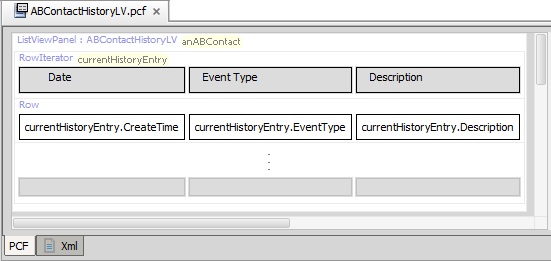 ABContactHistoryLV.pcf
ListViewPanel : ABContactHistoryLV anABContact
RowIterator currentHistoryEntry
Date Event Type Description
Row
currentHistoryEntry.CreateTime currentHistoryEntry.EventType currentHistoryEntry.Description
PCF Xml